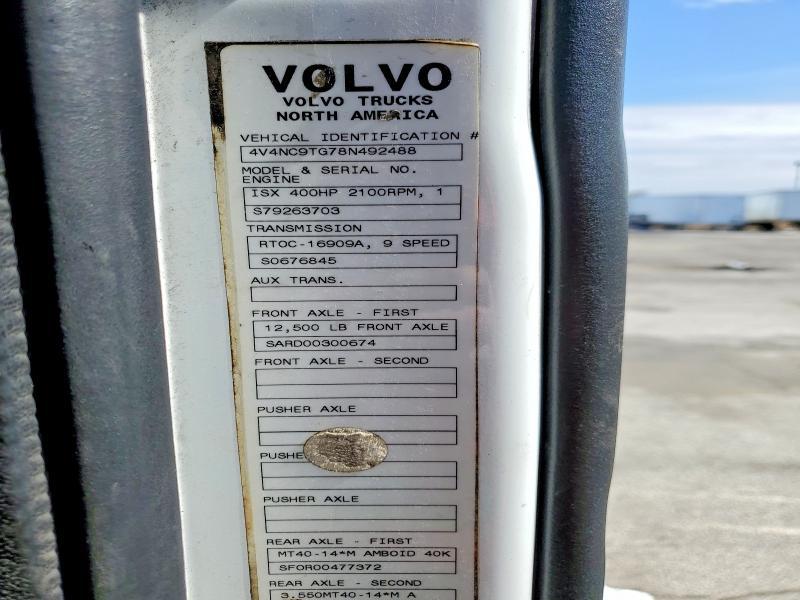 VOLVO
VOLVO TRUCKS
NORTH AMERICA
VEHICAL IDENTIFICATION #
4V4NC9TG78N492488
MODEL & SERIAL NO.
ENGINE
ISX 400HP 2100RPM, 1
S79263703
TRANSMISSION
RTOC-16909A, 9 SPEED
S0676845
AUX TRANS.
FRONT AXLE - FIRST
12,500 LB FRONT AXLE
SARD00300674
FRONT AXLE - SECOND
PUSHER AXLE
PUSHER AXLE
REAR AXLE - FIRST
MT40-14*M AMBOID 40K
SFOR00477372
REAR AXLE - SECOND
3.550MT40-14*M A